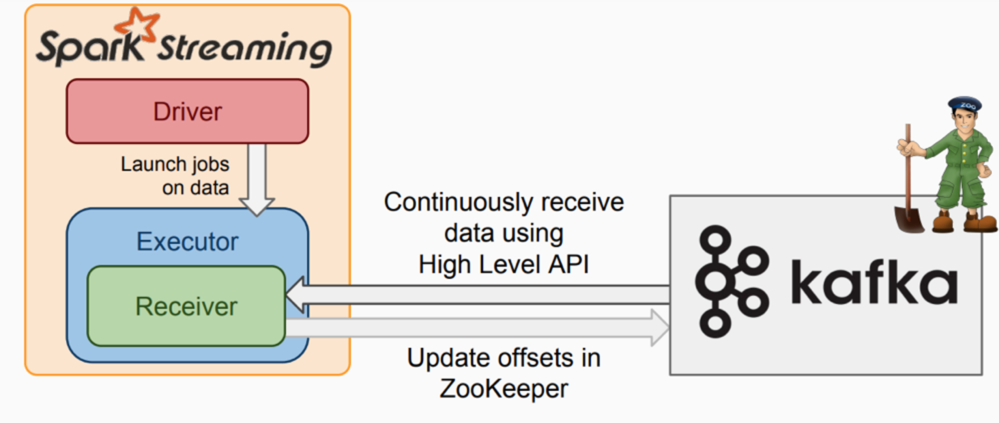 Spark Streaming
Driver
Launch jobs
on data
Executor
Receiver
Continuously receive
data using
High Level API
Update offsets in
ZooKeeper
ZOO
kafka